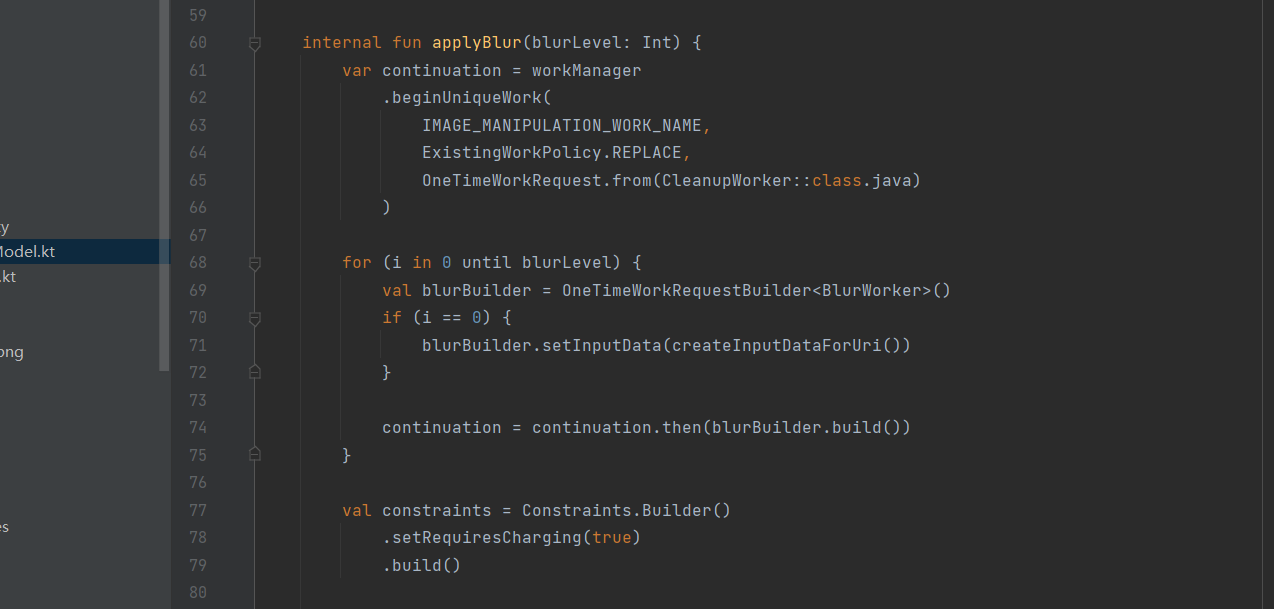 59
60 internal fun applyBlur(blurLevel: Int) {
61 var continuation = workManager
62 .beginUniqueWork(
63 IMAGE_MANIPULATION_WORK_NAME,
64 ExistingWorkPolicy.REPLACE,
65 OneTimeWorkRequest.from(CleanupWorker::class.java)
66 )
67
68 for (i in 0 until blurLevel) {
69 val blurBuilder = OneTimeWorkRequestBuilder<BlurWorker>()
70 if (i == 0) {
71 blurBuilder.setInputData(createInputDataForUri())
72 }
73
74 continuation = continuation.then(blurBuilder.build())
75 }
76
77 val constraints = Constraints.Builder()
78 .setRequiresCharging(true)
79 .build()
80
Model.kt
.kt